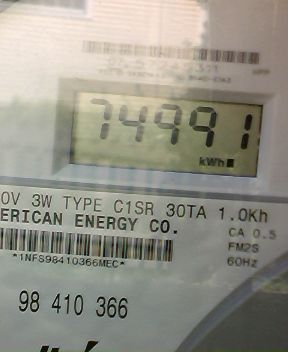 74991
kWh
0V 3W TYPE C1SR 30TA 1.0Kh
ERICAN ENERGY CO.
CA 0.5
FM2S
60Hz
*1NFS98410366MEC*
98 410 366